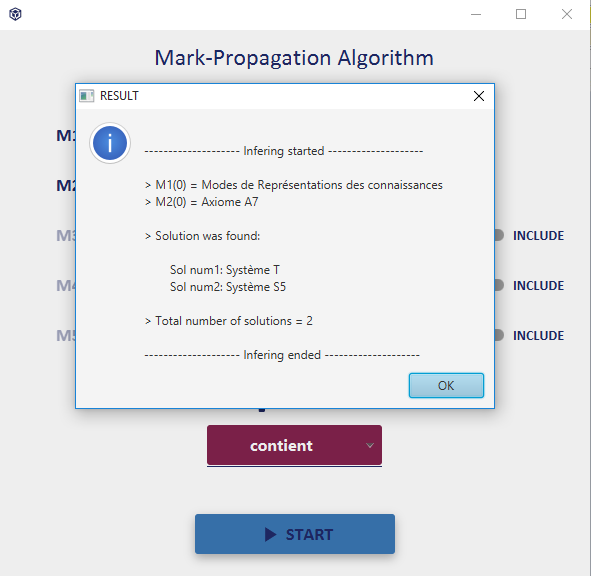 Mark-Propagation Algorithm
RESULT
-------------------- Infering started --------------------
> M1(0) = Modes de Représentations des connaissances
> M2(0) = Axiome A7
> Solution was found:
Sol num1: Système T
Sol num2: Système S5
> Total number of solutions = 2
-------------------- Infering ended --------------------
OK
M1
M2
M3
INCLUDE
M4
INCLUDE
M5
INCLUDE
contient
START